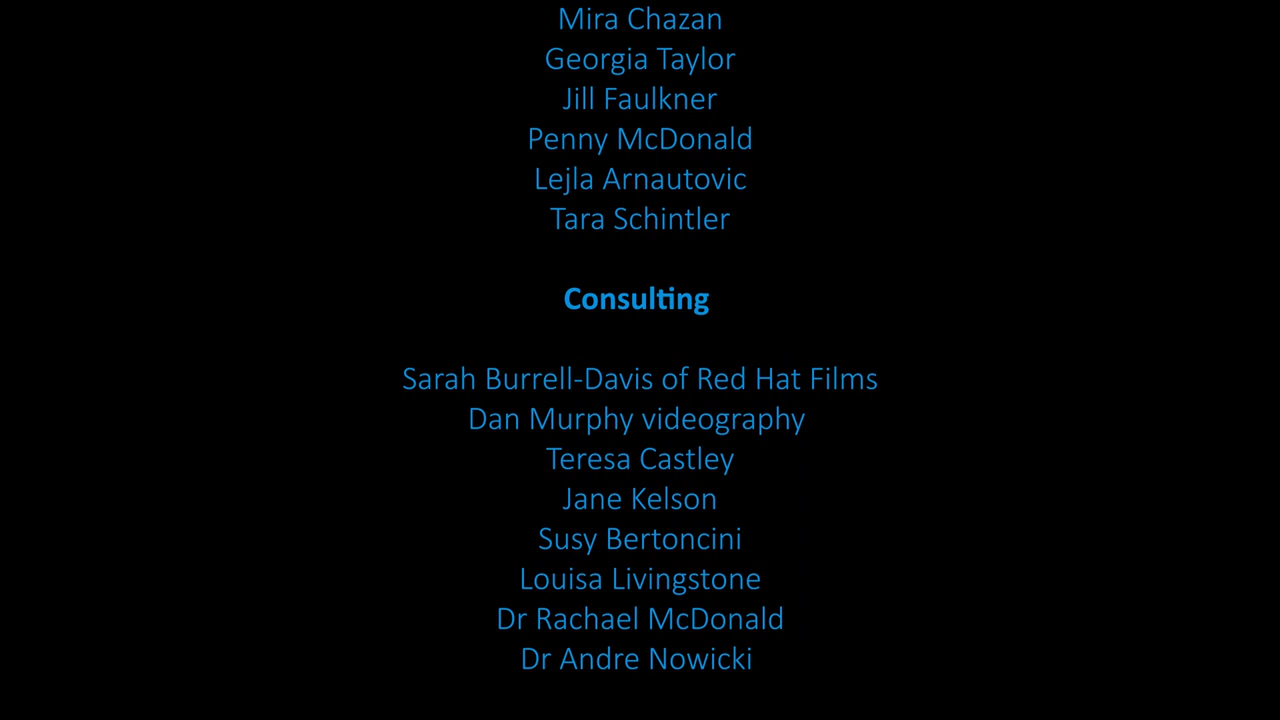 Mira Chazan
Georgia Taylor
Jill Faulkner
Penny McDonald
Lejla Arnautovic
Tara Schintler
Consulting
Sarah Burrell-Davis of Red Hat Films
Dan Murphy videography
Teresa Castley
Jane Kelson
Susy Bertoncini
Louisa Livingstone
Dr Rachael McDonald
Dr Andre Nowicki